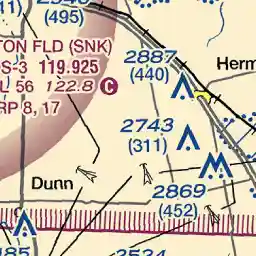 (495)
TON FLD (SNK)
OS-3 119.925
L 56 122.8 C
RP 8, 17
2887
(440)
Herm
2743
(311)
Dunn
2869
(452)